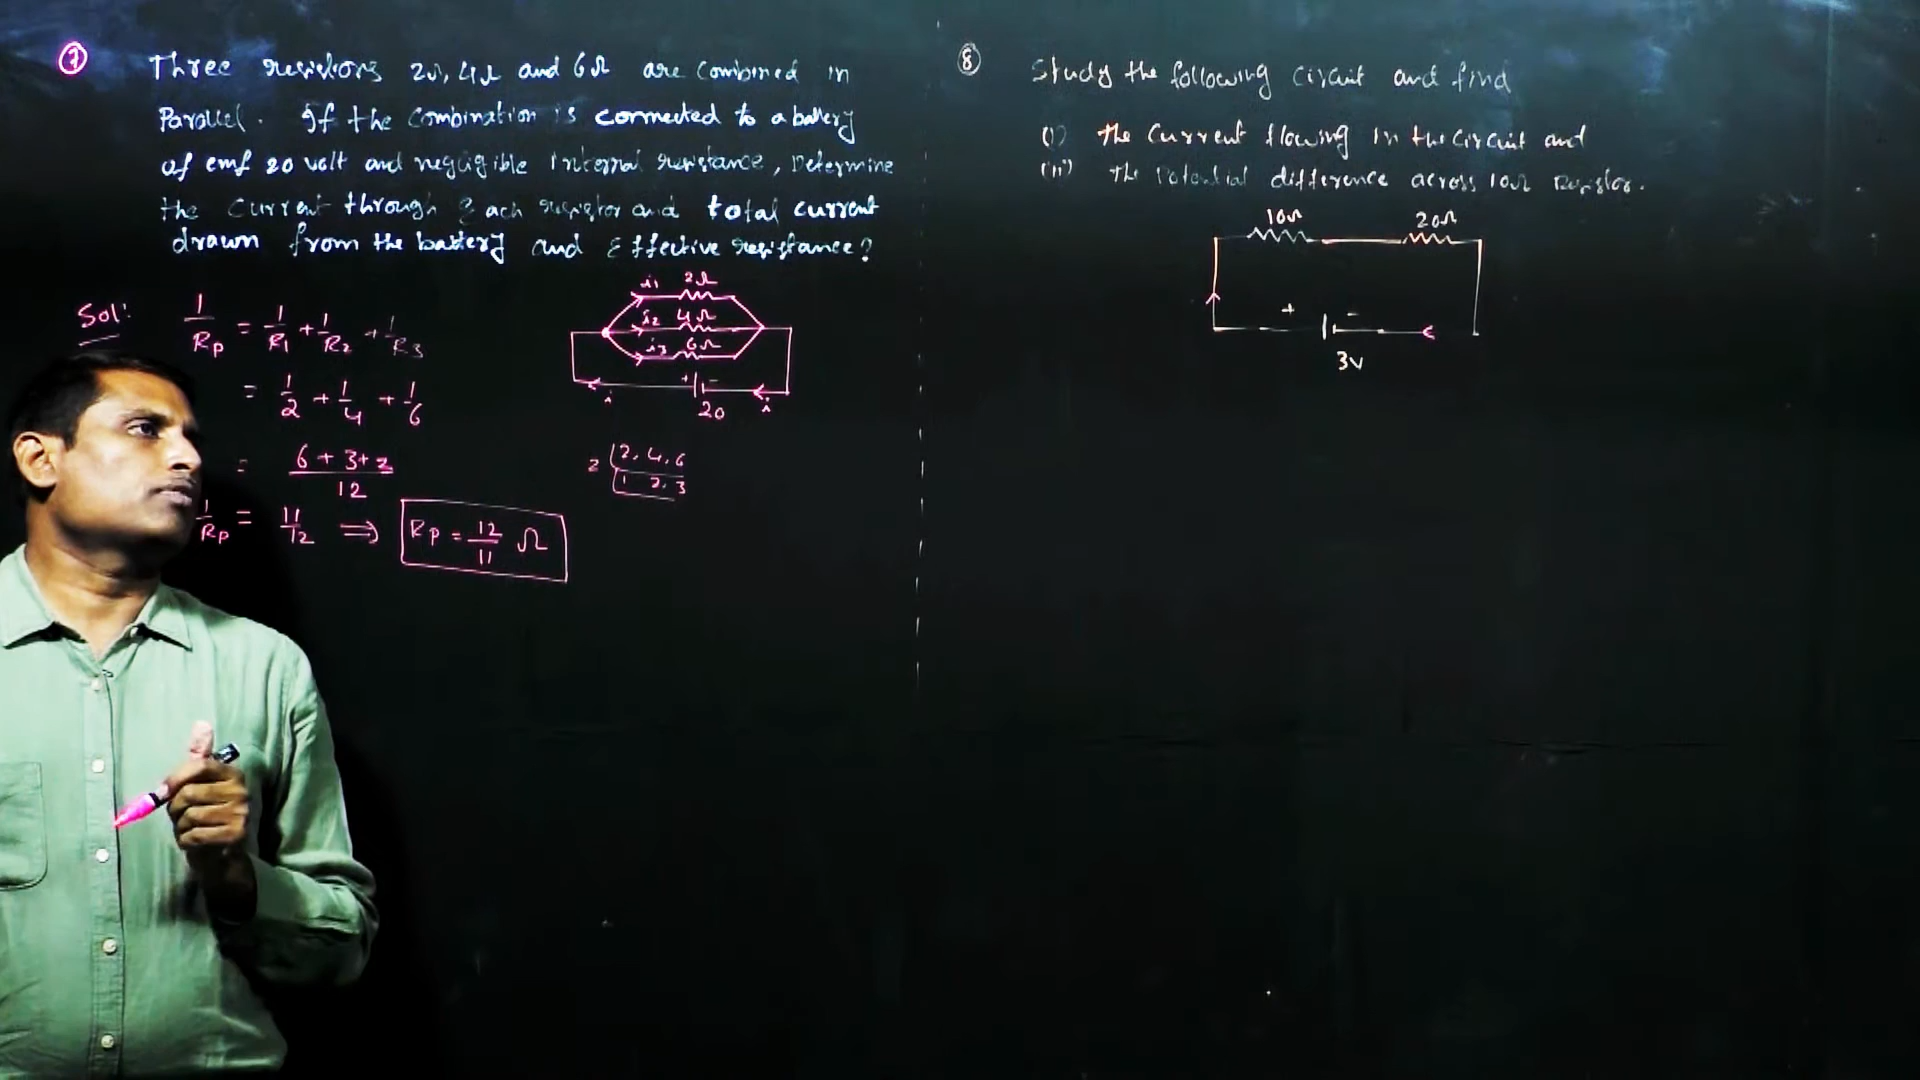 7
Three resistors 2Ω, 4Ω and 6Ω are combined in
Parallel. If the combination is connected to a battery
of emf 20 volt and negligible internal resistance, Determine
the current through Each resistor and total current
drawn from the battery and Effective resistance?
Sol:
1/Rp = 1/R1 + 1/R2 + 1/R3
= 1/2 + 1/4 + 1/6
= 6+3+2/12
1/Rp = 11/12 ⇒ Rp = 12/11 Ω
i1 2Ω
i2 4Ω
i3 6Ω
+ -
i 20 i
2 2, 4, 6
1 2, 3
8
Study the following circuit and find
(i) The Current flowing in the circuit and
(ii) The Potential difference across 10Ω Resistor.
10Ω 20Ω
+ -
3V